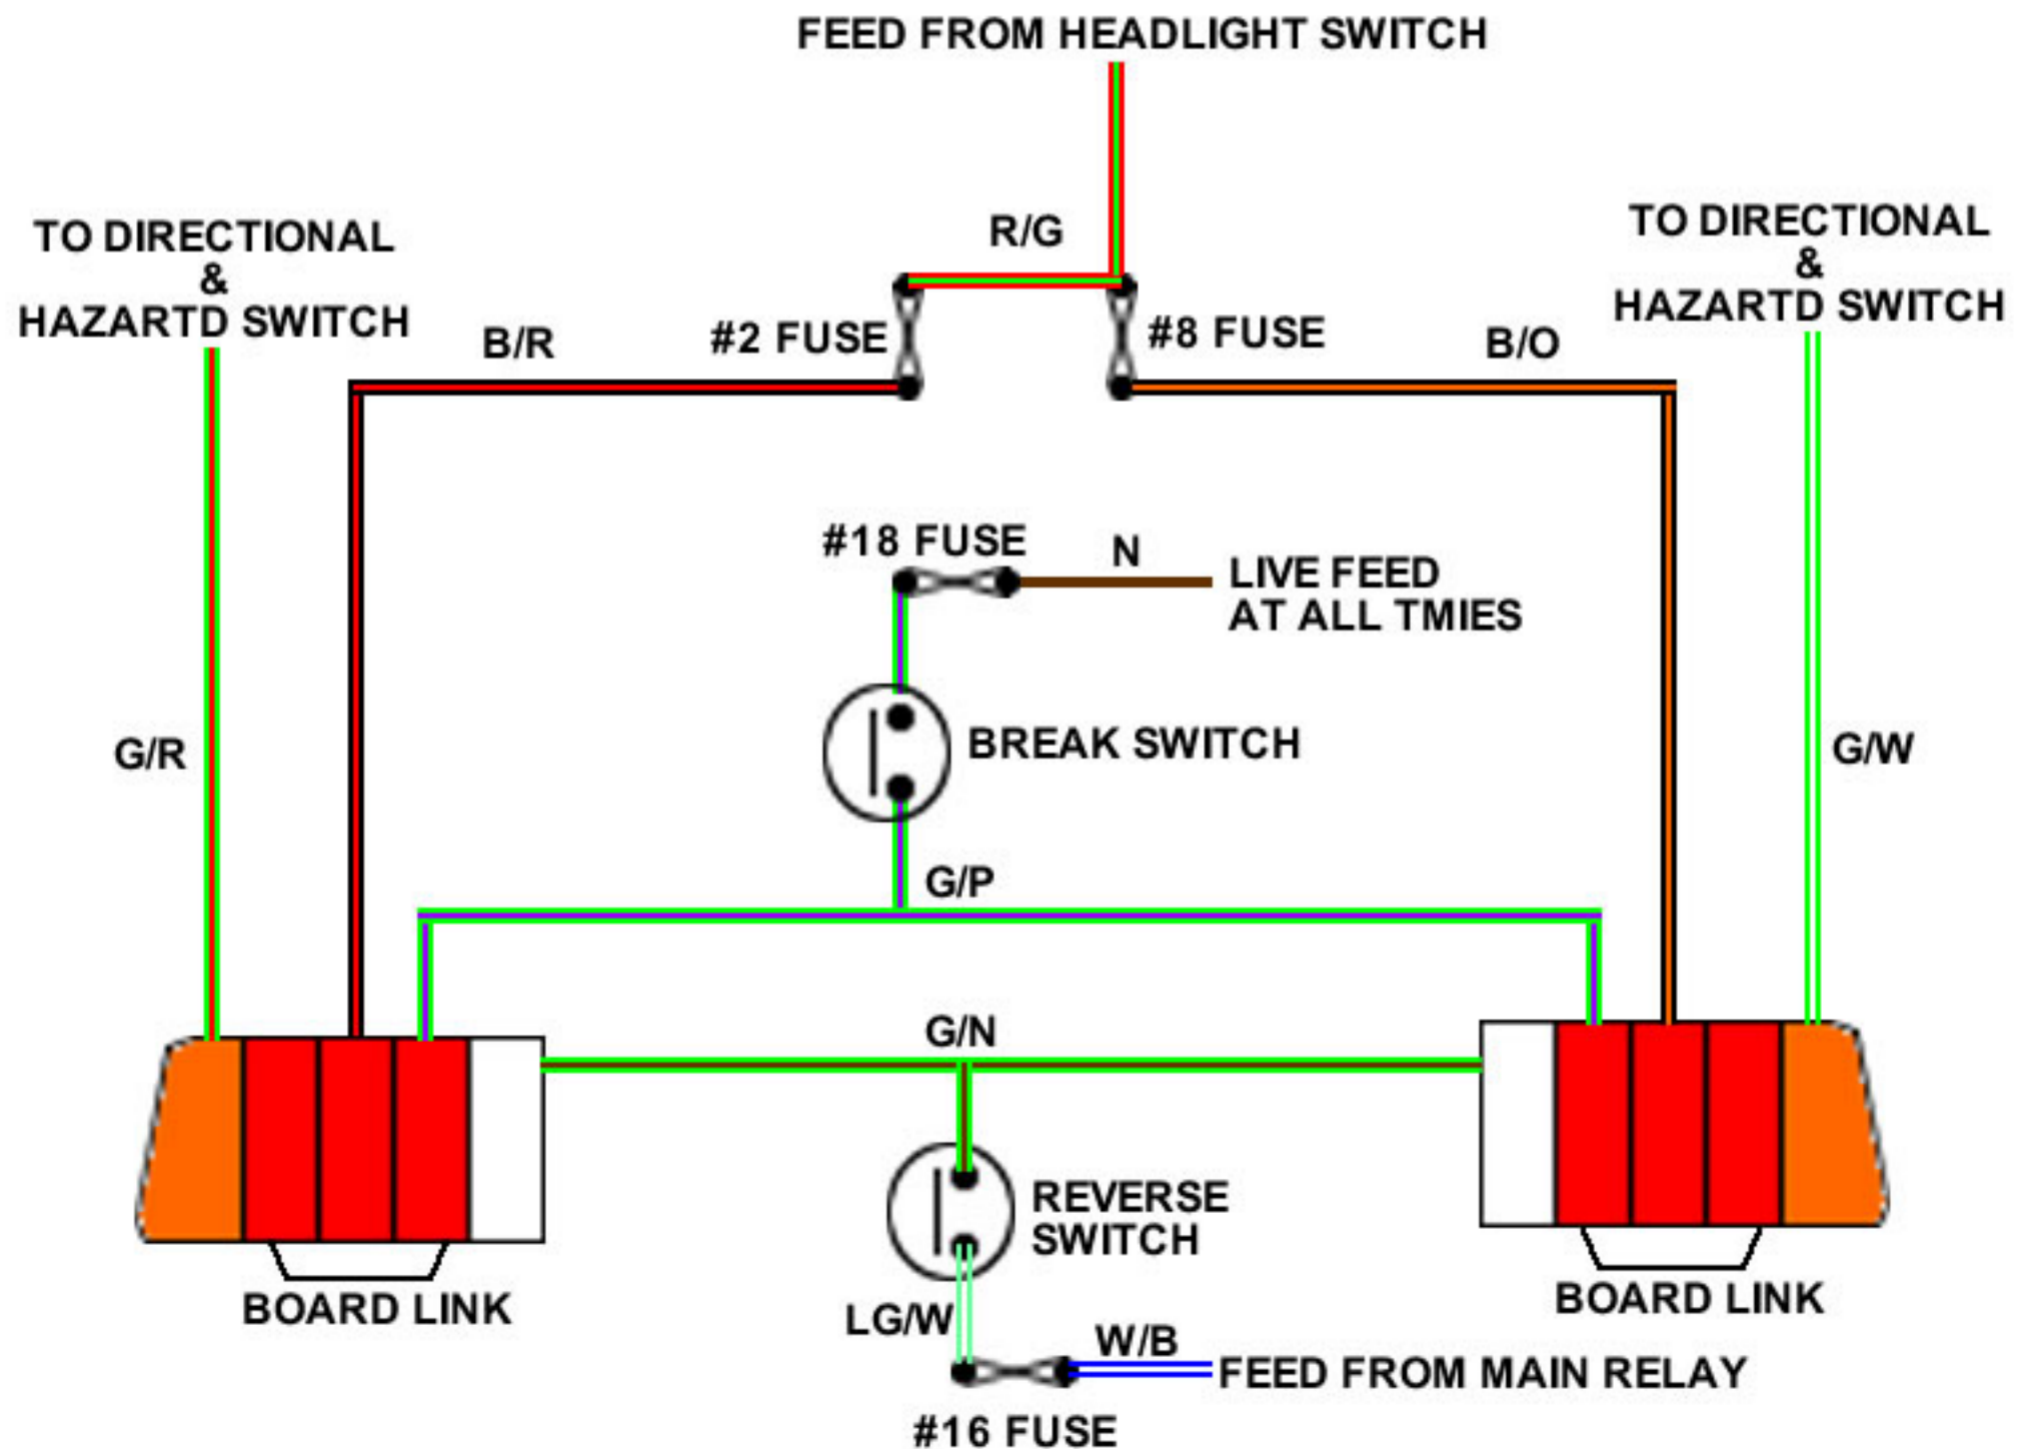 FEED FROM HEADLIGHT SWITCH
TO DIRECTIONAL
&
HAZARTD SWITCH
R/G
TO DIRECTIONAL
&
HAZARTD SWITCH
B/R
#2 FUSE
#8 FUSE
B/O
#18 FUSE
N
LIVE FEED
AT ALL TMIES
G/R
BREAK SWITCH
G/W
G/P
G/N
REVERSE
SWITCH
BOARD LINK
BOARD LINK
LG/W
W/B
FEED FROM MAIN RELAY
#16 FUSE